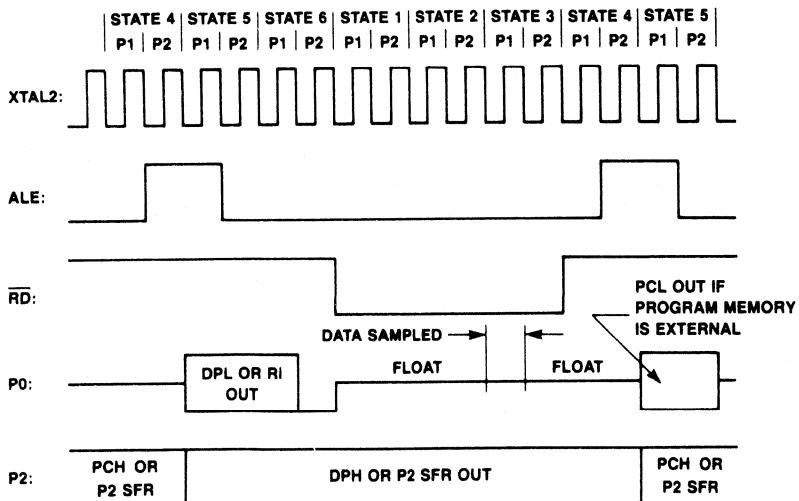 STATE 4 STATE 5 STATE 6 STATE 1 STATE 2 STATE 3 STATE 4 STATE 5
P1 P2 P1 P2 P1 P2 P1 P2 P1 P2 P1 P2 P1 P2 P1 P2
XTAL2:
ALE:
RD:
PCL OUT IF
PROGRAM MEMORY
IS EXTERNAL
DATA SAMPLED
P0:
DPL OR RI
OUT
FLOAT
FLOAT
P2:
PCH OR
P2 SFR
DPH OR P2 SFR OUT
PCH OR
P2 SFR